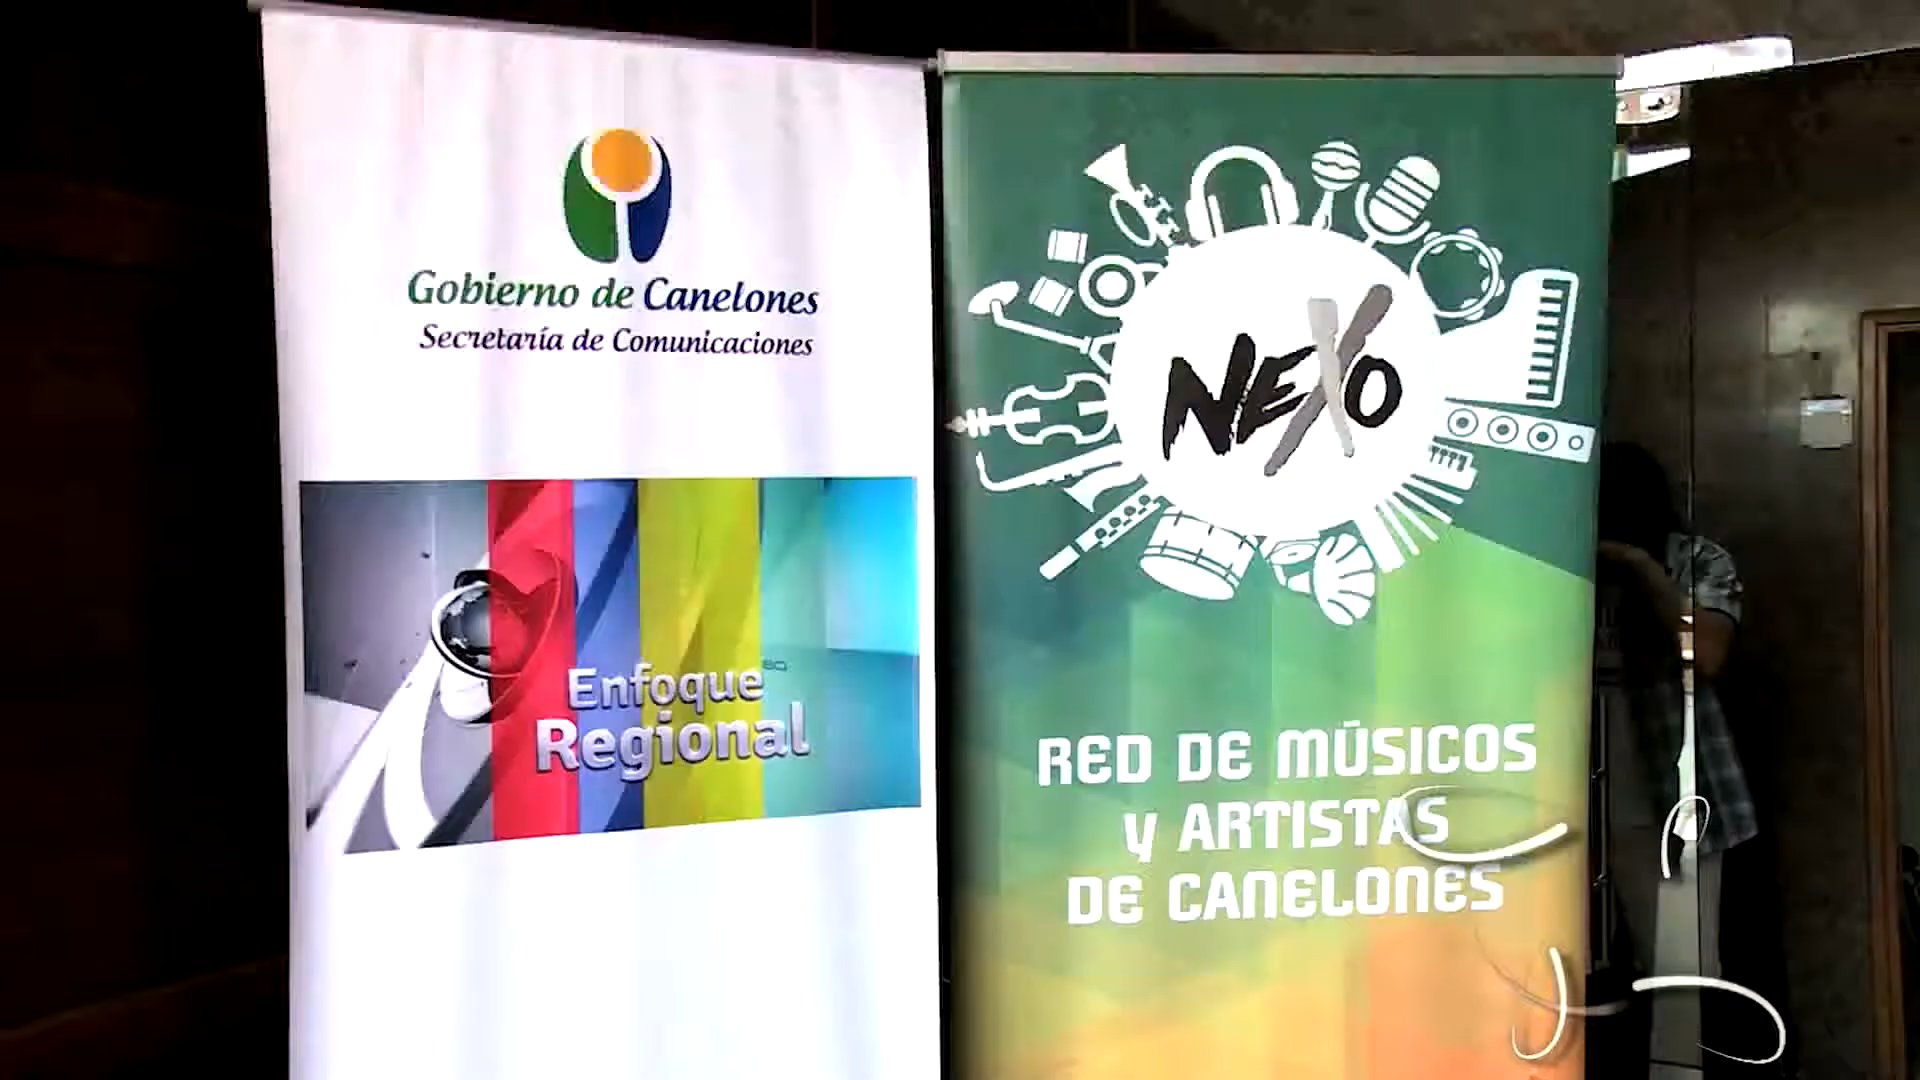 Gobierno de Canelones
Secretaría de Comunicaciones
Enfoque
Regional
NEXO
RED DE MÚSICOS
Y ARTISTAS
DE CANELONES